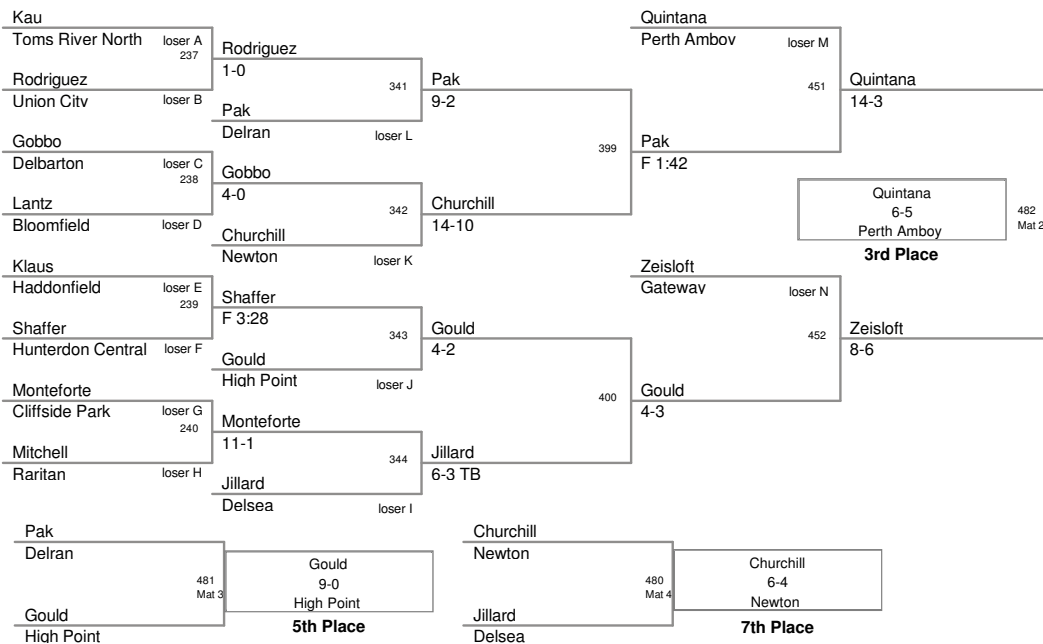 Kau
Toms River North loser A
237
Rodriguez
Union City loser B
Rodriguez
1-0
341
Pak
Delran loser L
Gobbo
Delbarton loser C
238
Lantz
Bloomfield loser D
Gobbo
4-0
342
Churchill
Newton loser K
Klaus
Haddonfield loser E
239
Shaffer
Hunterdon Central loser F
Shaffer
F 3:28
343
Gould
High Point loser J
Monteforte
Cliffside Park loser G
240
Mitchell
Raritan loser H
Monteforte
11-1
344
Jillard
Delsea loser I
Pak
9-2
399
Churchill
14-10
Gould
4-2
400
Jillard
6-3 TB
Quintana
Perth Amboy loser M
451
Pak
F 1:42
Quintana
14-3
Quintana
6-5
Perth Amboy
482
Mat 2
3rd Place
Zeisloft
Gateway loser N
452
Gould
4-3
Zeisloft
8-6
Pak
Delran
481
Mat 3
Gould
High Point
Gould
9-0
High Point
5th Place
Churchill
Newton
480
Mat 4
Jillard
Delsea
Churchill
6-4
Newton
7th Place